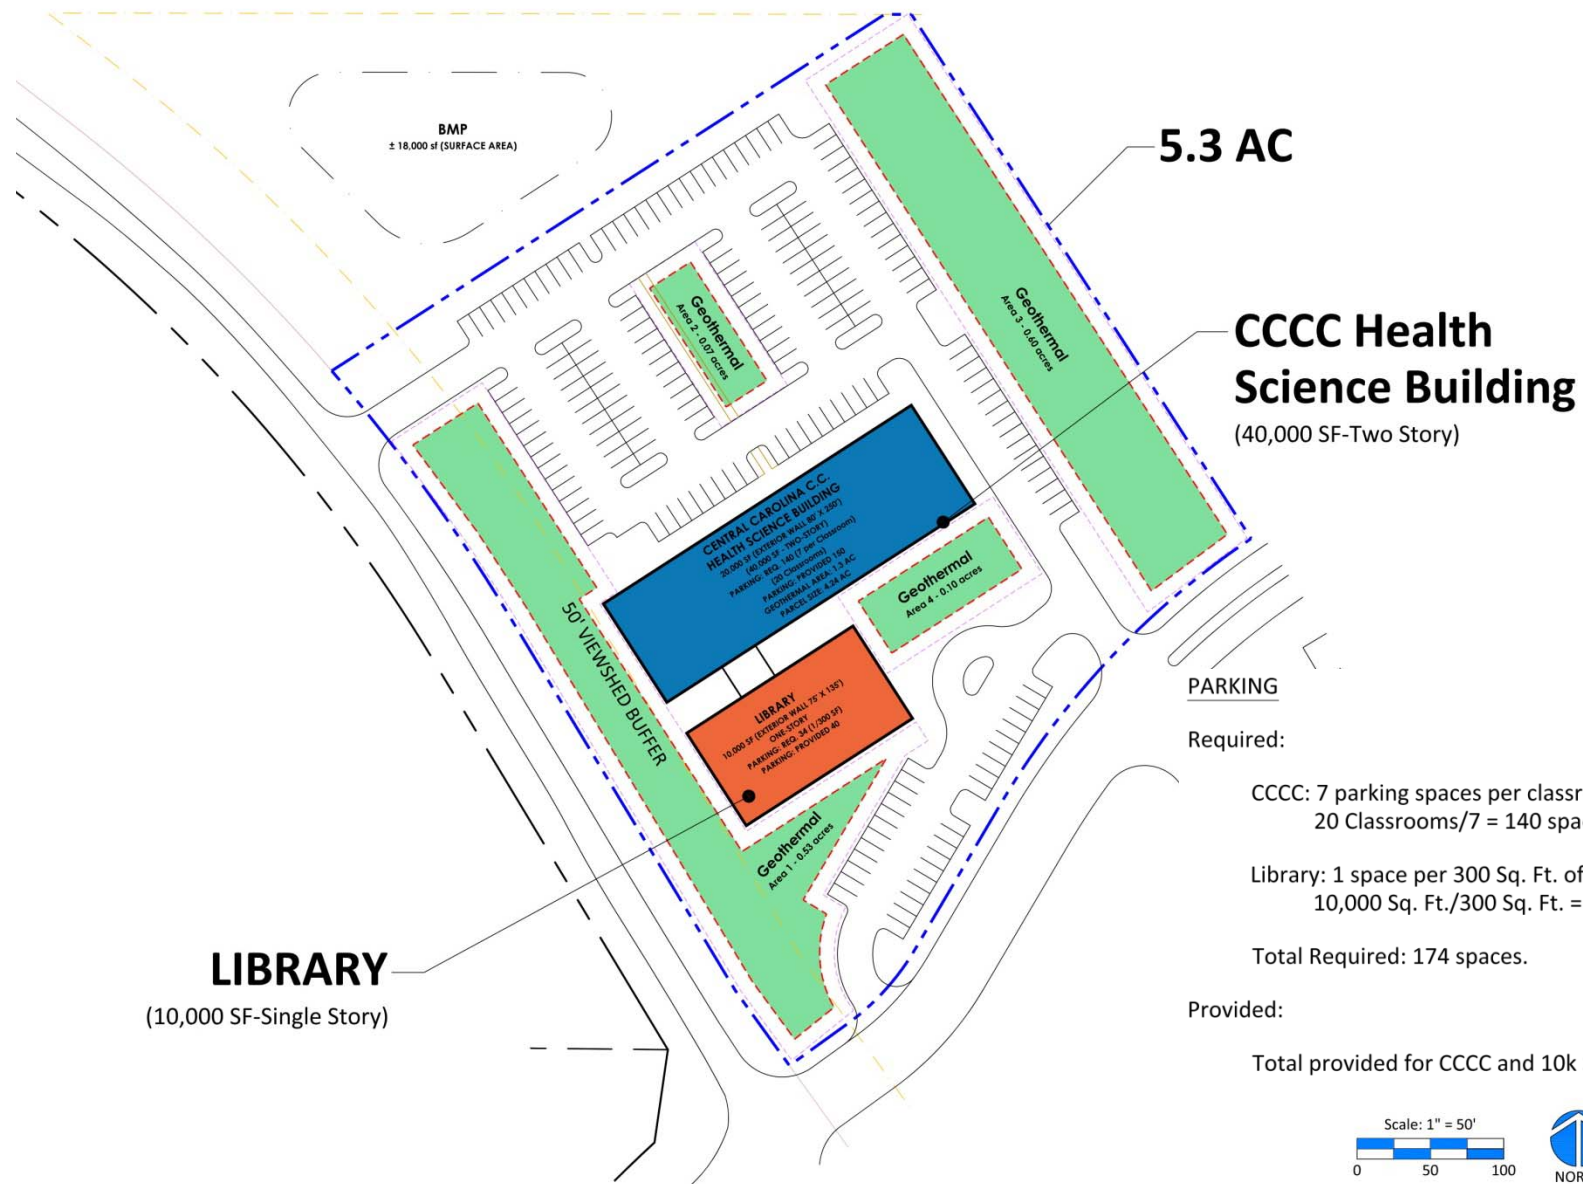 BMP
± 18,000 sf (SURFACE AREA)
5.3 AC
Geothermal
Area 2 - 0.07 acres
Geothermal
Area 3 - 0.60 acres
CCCC Health
Science Building
(40,000 SF-Two Story)
CENTRAL CAROLINA C.C.
HEALTH SCIENCE BUILDING
20,000 SF (EXTERIOR WALL 80' X 250')
(40,000 SF - TWO-STORY)
PARKING: REQ. 140 (7 per Classroom)
(20 Classrooms)
PARKING: PROVIDED 150
GEOTHERMAL AREA: 1.3 AC
PARCEL SIZE: 4.24 AC
Geothermal
Area 4 - 0.10 acres
50' VIEWSHED BUFFER
LIBRARY
10,000 SF (EXTERIOR WALL 75' X 135')
ONE-STORY
PARKING: REQ. 34 (1/300 SF)
PARKING: PROVIDED 40
Geothermal
Area 1 - 0.53 acres
LIBRARY
(10,000 SF-Single Story)
PARKING
Required:
CCCC: 7 parking spaces per classr
20 Classrooms/7 = 140 spa
Library: 1 space per 300 Sq. Ft. of
10,000 Sq. Ft./300 Sq. Ft. =
Total Required: 174 spaces.
Provided:
Total provided for CCCC and 10k
Scale: 1" = 50'
0 50 100
NOR